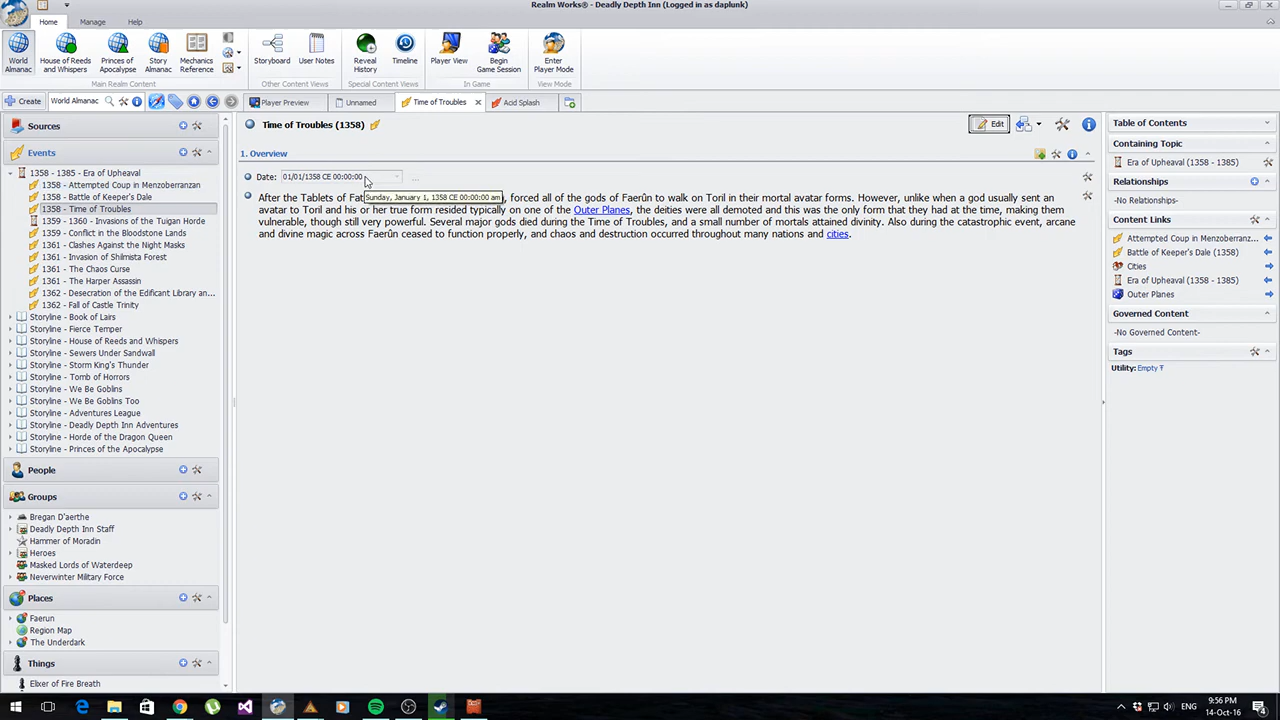 Realm Works® - Deadly Depth Inn (Logged in as daplunk)
Home
Manage
Help
World Almanac
House of Reeds and Whispers
Princes of Apocalypse
Story Almanac
Mechanics Reference
Storyboard
User Notes
Reveal History
Timeline
Player View
Begin Game Session
Enter Player Mode
Main Realm Content
Other Content Views
Special Content Views
In Game
View Mode
Create
World Almanac
Player Preview
Unnamed
Time of Troubles
Acid Splash
Sources
Events
1358 - 1385 - Era of Upheaval
1358 - Attempted Coup in Menzoberranzan
1358 - Battle of Keeper's Dale
1358 - Time of Troubles
1359 - 1360 - Invasions of the Tuigan Horde
1359 - Conflict in the Bloodstone Lands
1361 - Clashes Against the Night Masks
1361 - Invasion of Shilmista Forest
1361 - The Chaos Curse
1361 - The Harper Assassin
1362 - Desecration of the Edificant Library an...
1362 - Fall of Castle Trinity
Storyline - Book of Lairs
Storyline - Fierce Temper
Storyline - House of Reeds and Whispers
Storyline - Sewers Under Sandwall
Storyline - Storm King's Thunder
Storyline - Tomb of Horrors
Storyline - We Be Goblins
Storyline - We Be Goblins Too
Storyline - Adventures League
Storyline - Deadly Depth Inn Adventures
Storyline - Horde of the Dragon Queen
Storyline - Princes of the Apocalypse
People
Groups
Bregan D'aerthe
Deadly Depth Inn Staff
Hammer of Moradin
Heroes
Masked Lords of Waterdeep
Neverwinter Military Force
Places
Faerun
Region Map
The Underdark
Things
Elixer of Fire Breath
Time of Troubles (1358)
Edit
1. Overview
Date: 01/01/1358 CE 00:00:00 ...
Sunday, January 1, 1358 CE 00:00:00 am
After the Tablets of Fat , forced all of the gods of Faerûn to walk on Toril in their mortal avatar forms. However, unlike when a god usually sent an
avatar to Toril and his or her true form resided typically on one of the Outer Planes, the deities were all demoted and this was the only form that they had at the time, making them
vulnerable, though still very powerful. Several major gods died during the Time of Troubles, and a small number of mortals attained divinity. Also during the catastrophic event, arcane
and divine magic across Faerûn ceased to function properly, and chaos and destruction occurred throughout many nations and cities.
Table of Contents
Containing Topic
Era of Upheaval (1358 - 1385)
Relationships
-No Relationships-
Content Links
Attempted Coup in Menzoberranz...
Battle of Keeper's Dale (1358)
Cities
Era of Upheaval (1358 - 1385)
Outer Planes
Governed Content
-No Governed Content-
Tags
Utility: Empty
ENG
9:56 PM
14-Oct-16